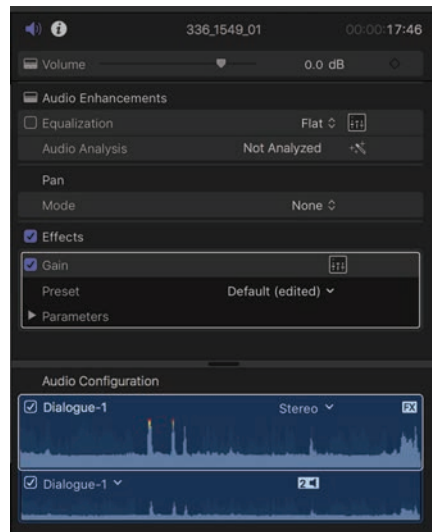 336_1549_01 00:00:17:46
Volume 0.0 dB
Audio Enhancements
Equalization Flat
Audio Analysis Not Analyzed
Pan
Mode None
Effects
Gain
Preset Default (edited)
Parameters
Audio Configuration
Dialogue-1 Stereo FX
Dialogue-1 2